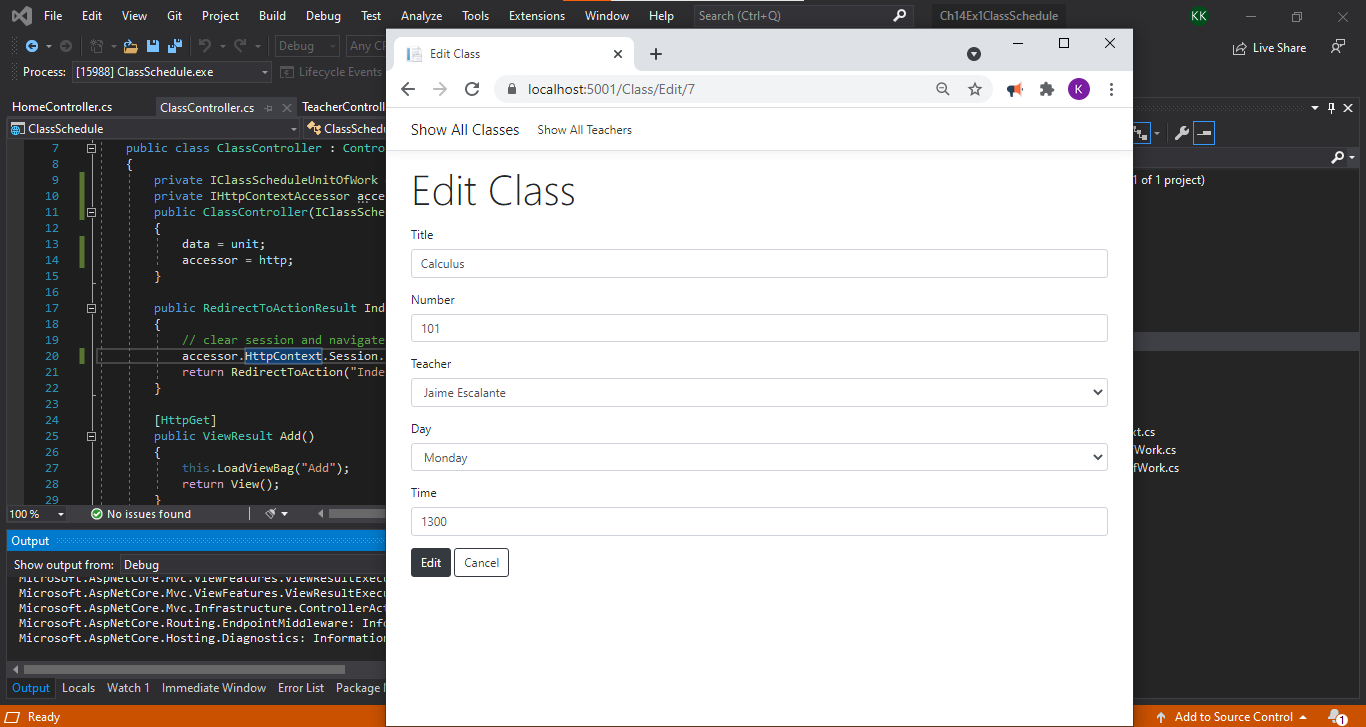 File Edit View Git Project Build Debug Test Analyze Tools Extensions Window Help Search (Ctrl+Q) Ch14Ex1ClassSchedule KK
Debug Any CP
Live Share
Process: [15988] ClassSchedule.exe Lifecycle Events
HomeController.cs ClassController.cs TeacherControll
ClassSchedule ClassSchedu
7 public class ClassController : Contro
8 {
9 private IClassScheduleUnitOfWork
10 private IHttpContextAccessor acce
11 public ClassController(IClassSche
12 {
13 data = unit;
14 accessor = http;
15 }
16
17 public RedirectToActionResult Ind
18 {
19 // clear session and navigate
20 accessor.HttpContext.Session.
21 return RedirectToAction("Inde
22 }
23
24 [HttpGet]
25 public ViewResult Add()
26 {
27 this.LoadViewBag("Add");
28 return View();
29 }
100 % No issues found
Output
Show output from: Debug
Microsoft.AspNetCore.Mvc.ViewFeatures.ViewResultExecu
Microsoft.AspNetCore.Mvc.ViewFeatures.ViewResultExecu
Microsoft.AspNetCore.Mvc.Infrastructure.ControllerAct
Microsoft.AspNetCore.Routing.EndpointMiddleware: Info
Microsoft.AspNetCore.Hosting.Diagnostics: Information
Output Locals Watch 1 Immediate Window Error List Package
Ready Add to Source Control 1
Edit Class
localhost:5001/Class/Edit/7 K
Show All Classes Show All Teachers
Edit Class
Title
Calculus
Number
101
Teacher
Jaime Escalante
Day
Monday
Time
1300
Edit Cancel
1 of 1 project)
xt.cs
fWork.cs
fWork.cs